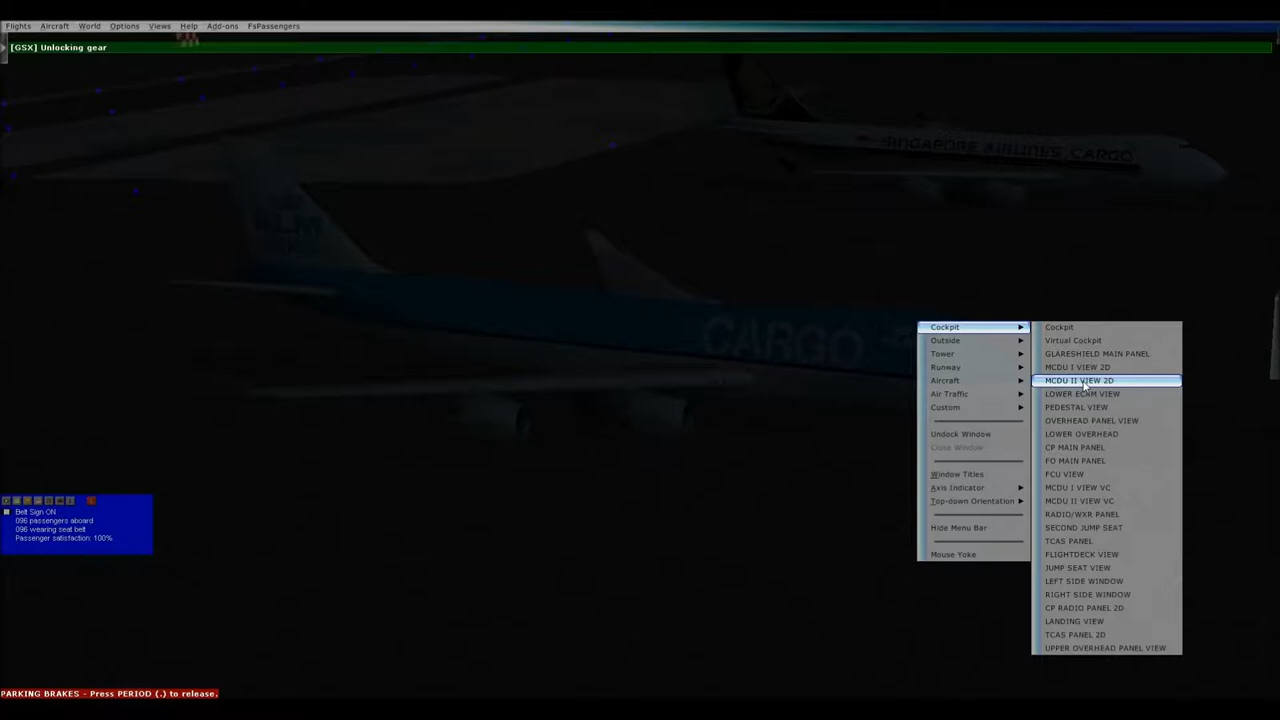 Flights Aircraft World Options Views Help Add-ons FsPassengers
[GSX] Unlocking gear
SINGAPORE AIRLINES CARGO
KLM
CARGO
Cockpit
Outside
Tower
Runway
Aircraft
Air Traffic
Custom
Undock Window
Close Window
Window Titles
Axis Indicator
Top-down Orientation
Hide Menu Bar
Mouse Yoke
Cockpit
Virtual Cockpit
GLARESHIELD MAIN PANEL
MCDU I VIEW 2D
MCDU II VIEW 2D
LOWER ECAM VIEW
PEDESTAL VIEW
OVERHEAD PANEL VIEW
LOWER OVERHEAD
CP MAIN PANEL
FO MAIN PANEL
FCU VIEW
MCDU I VIEW VC
MCDU II VIEW VC
RADIO/WXR PANEL
SECOND JUMP SEAT
TCAS PANEL
FLIGHTDECK VIEW
JUMP SEAT VIEW
LEFT SIDE WINDOW
RIGHT SIDE WINDOW
CP RADIO PANEL 2D
LANDING VIEW
TCAS PANEL 2D
UPPER OVERHEAD PANEL VIEW
Belt Sign ON
096 passengers aboard
096 wearing seat belt
Passenger satisfaction: 100%
PARKING BRAKES - Press PERIOD (.) to release.